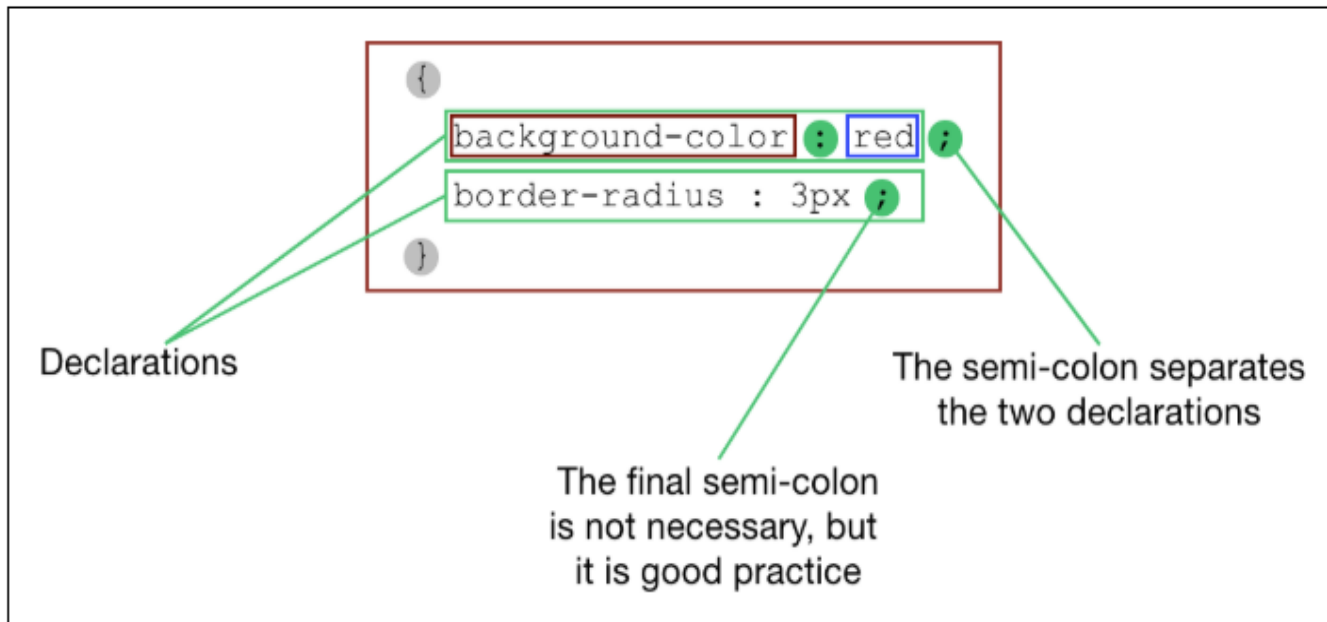 {
background-color : red ;
border-radius : 3px ;
}
Declarations
The semi-colon separates
the two declarations
The final semi-colon
is not necessary, but
it is good practice